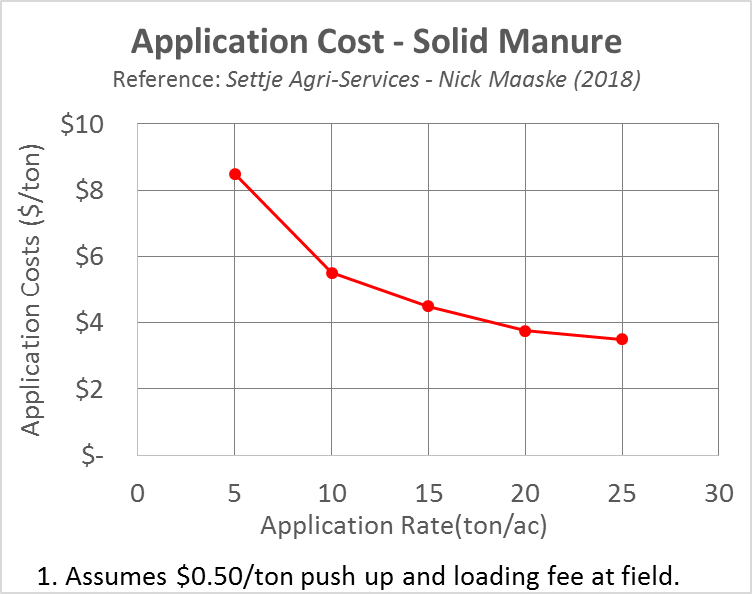 Application Cost - Solid Manure
Reference: Settje Agri-Services - Nick Maaske (2018)
Application Costs ($/ton)
$10
$8
$6
$4
$2
$-
0 5 10 15 20 25 30
Application Rate(ton/ac)
1. Assumes $0.50/ton push up and loading fee at field.